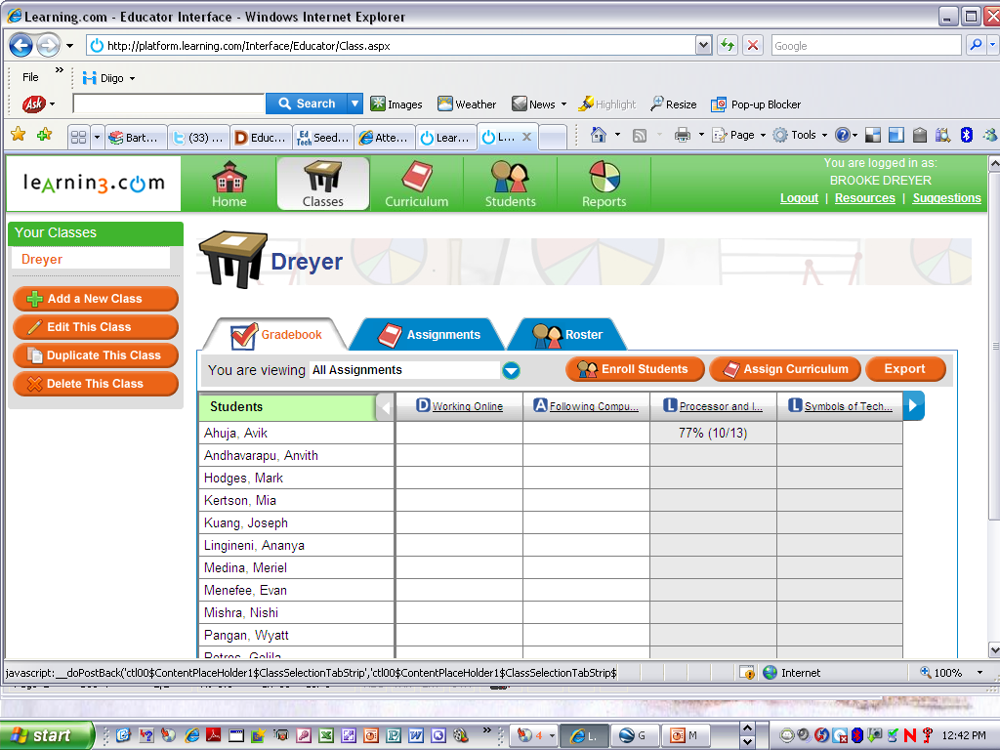 Learning.com - Educator Interface - Windows Internet Explorer
http://platform.learning.com/Interface/Educator/Class.aspx
Google
File » Diigo
Ask Search Images Weather News Highlight Resize Pop-up Blocker
Bart... (33) ... Educ... Ed Tech Seed... Atte... Lear... L... Page Tools
learnin3.com
Home Classes Curriculum Students Reports
You are logged in as:
BROOKE DREYER
Logout | Resources | Suggestions
Your Classes
Dreyer
Add a New Class
Edit This Class
Duplicate This Class
Delete This Class
Dreyer
Gradebook Assignments Roster
You are viewing All Assignments Enroll Students Assign Curriculum Export
Students D Working Online A Following Compu... L Processor and I... L Symbols of Tech...
Ahuja, Avik 77% (10/13)
Andhavarapu, Anvith
Hodges, Mark
Kertson, Mia
Kuang, Joseph
Lingineni, Ananya
Medina, Meriel
Menefee, Evan
Mishra, Nishi
Pangan, Wyatt
javascript:__doPostBack('ctl00$ContentPlaceHolder1$ClassSelectionTabStrip','ctl00$ContentPlaceHolder1$ClassSelectionTabStrip$ Internet 100%
start » 4 L. G M 12:42 PM